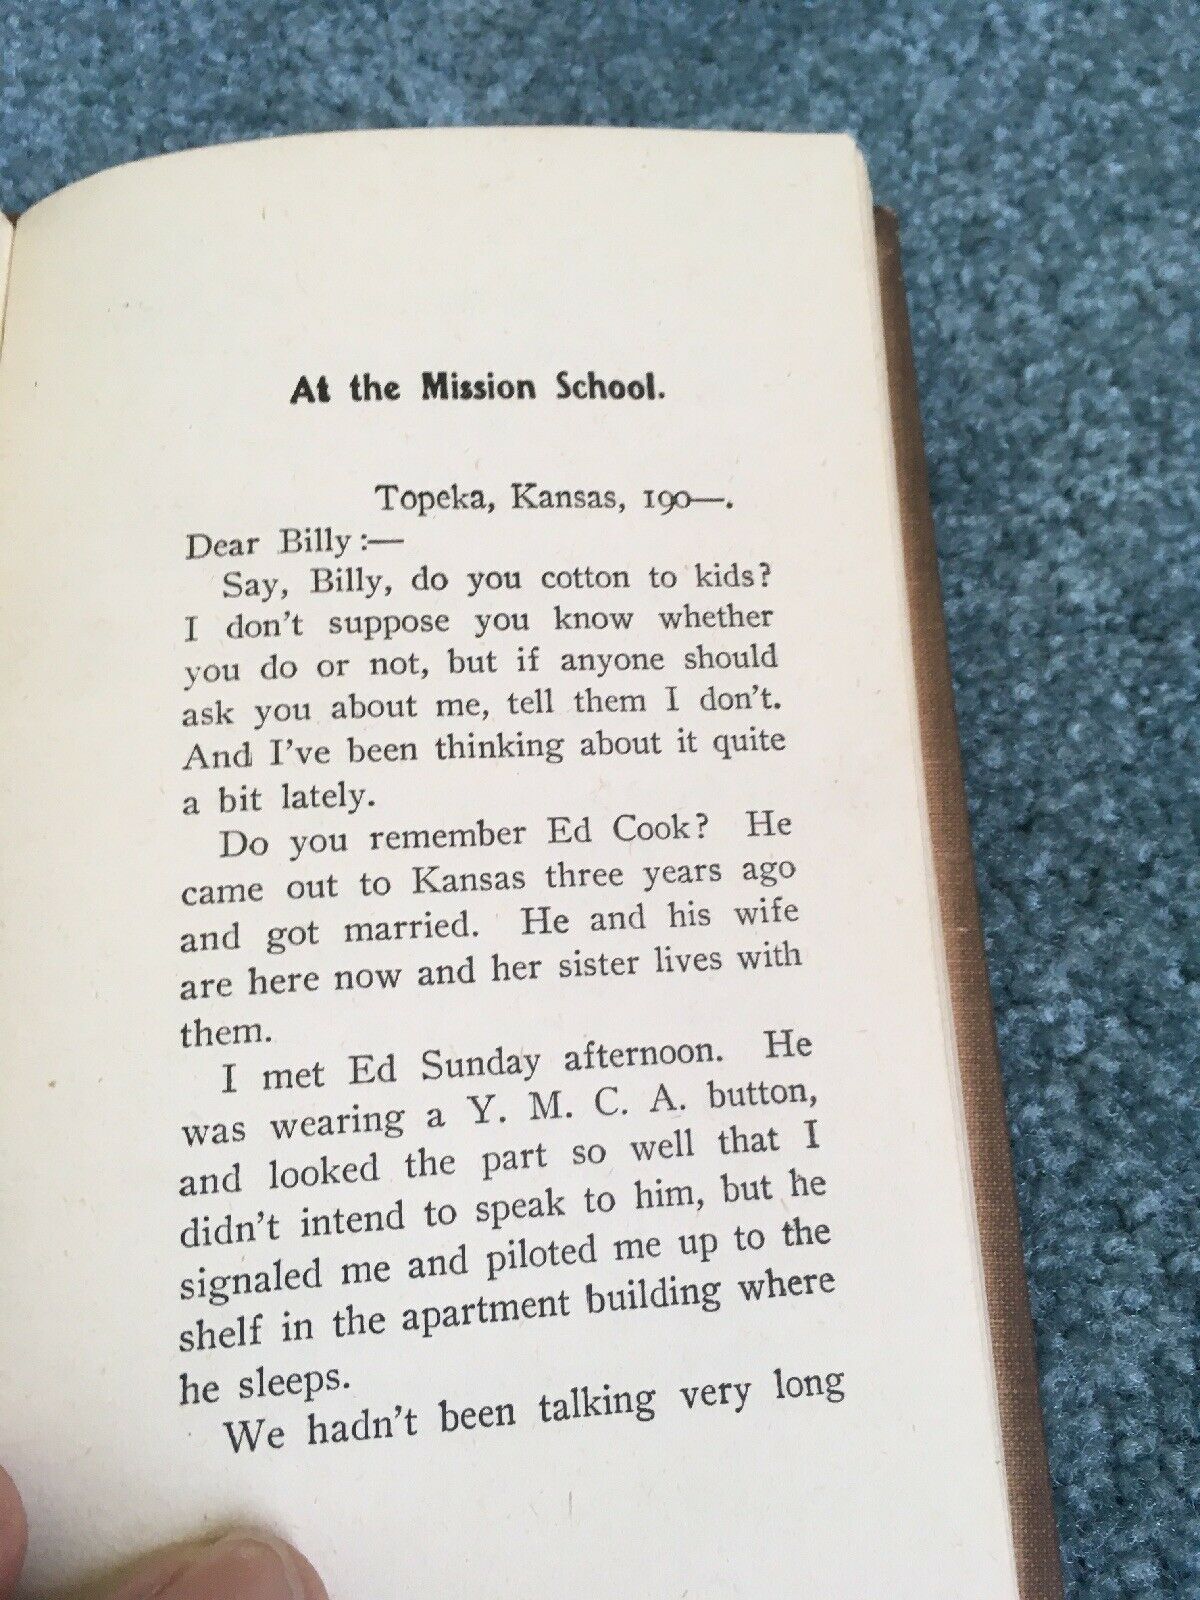 At the Mission School.
Topeka, Kansas, 190—.
Dear Billy:—
Say, Billy, do you cotton to kids?
I don't suppose you know whether
you do or not, but if anyone should
ask you about me, tell them I don't.
And I've been thinking about it quite
a bit lately.
Do you remember Ed Cook? He
came out to Kansas three years ago
and got married. He and his wife
are here now and her sister lives with
them.
I met Ed Sunday afternoon. He
was wearing a Y. M. C. A. button,
and looked the part so well that I
didn't intend to speak to him, but he
signaled me and piloted me up to the
shelf in the apartment building where
he sleeps.
We hadn't been talking very long